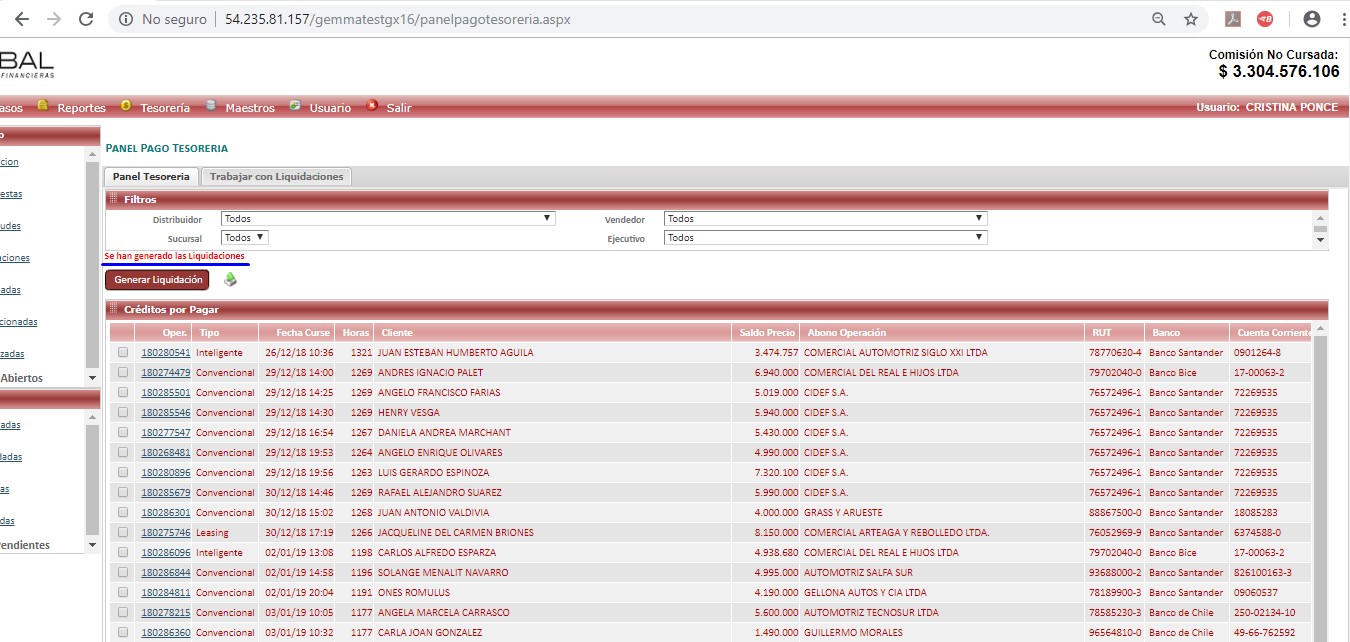 No seguro 54.235.81.157/gemmatestgx16/panelpagotesoreria.aspx
BAL
FINANCIERAS
Comisión No Cursada:
$ 3.304.576.106
asos Reportes Tesorería Maestros Usuario Salir Usuario: CRISTINA PONCE
o
cion
estas
udes
ciones
adas
cionadas
zadas
Abiertos
adas
ladas
as
das
endientes
PANEL PAGO TESORERIA
Panel Tesoreria Trabajar con Liquidaciones
Filtros
Distribuidor Todos Vendedor Todos
Sucursal Todos Ejecutivo Todos
Se han generado las Liquidaciones
Generar Liquidación
Créditos por Pagar
Oper. Tipo Fecha Curse Horas Cliente Saldo Precio Abono Operación RUT Banco Cuenta Corriente
180280541 Inteligente 26/12/18 10:36 1321 JUAN ESTEBAN HUMBERTO AGUILA 3.474.757 COMERCIAL AUTOMOTRIZ SIGLO XXI LTDA 78770630-4 Banco Santander 0901264-8
180274479 Convencional 29/12/18 14:00 1269 ANDRES IGNACIO PALET 6.940.000 COMERCIAL DEL REAL E HIJOS LTDA 79702040-0 Banco Bice 17-00063-2
180285501 Convencional 29/12/18 14:25 1269 ANGELO FRANCISCO FARIAS 5.019.000 CIDEF S.A. 76572496-1 Banco Santander 72269535
180285546 Convencional 29/12/18 14:30 1269 HENRY VESGA 5.940.000 CIDEF S.A. 76572496-1 Banco Santander 72269535
180277547 Convencional 29/12/18 16:54 1267 DANIELA ANDREA MARCHANT 5.430.000 CIDEF S.A. 76572496-1 Banco Santander 72269535
180268481 Convencional 29/12/18 19:53 1264 ANGELO ENRIQUE OLIVARES 4.990.000 CIDEF S.A. 76572496-1 Banco Santander 72269535
180280896 Convencional 29/12/18 19:56 1263 LUIS GERARDO ESPINOZA 7.320.100 CIDEF S.A. 76572496-1 Banco Santander 72269535
180285679 Convencional 30/12/18 14:46 1269 RAFAEL ALEJANDRO SUAREZ 5.990.000 CIDEF S.A. 76572496-1 Banco Santander 72269535
180286301 Convencional 30/12/18 15:02 1268 JUAN ANTONIO VALDIVIA 4.000.000 GRASS Y ARUESTE 88867500-0 Banco Santander 18085283
180275746 Leasing 30/12/18 17:19 1266 JACQUELINE DEL CARMEN BRIONES 8.150.000 COMERCIAL ARTEAGA Y REBOLLEDO LTDA. 76052969-9 Banco Santander 6374588-0
180286096 Inteligente 02/01/19 13:08 1198 CARLOS ALFREDO ESPARZA 4.938.680 COMERCIAL DEL REAL E HIJOS LTDA 79702040-0 Banco Bice 17-00063-2
180286844 Convencional 02/01/19 14:58 1196 SOLANGE MENALIT NAVARRO 4.995.000 AUTOMOTRIZ SALFA SUR 93688000-2 Banco Santander 826100163-3
180284811 Convencional 02/01/19 20:04 1191 ONES ROMULUS 4.190.000 GELLONA AUTOS Y CIA LTDA 78189900-3 Banco Santander 09060537
180278215 Convencional 03/01/19 10:05 1177 ANGELA MARCELA CARRASCO 5.600.000 AUTOMOTRIZ TECNOSUR LTDA 78585230-3 Banco de Chile 250-02134-10
180286360 Convencional 03/01/19 10:32 1177 CARLA JOAN GONZALEZ 1.490.000 GUILLERMO MORALES 96564810-0 Banco de Chile 49-66-762592